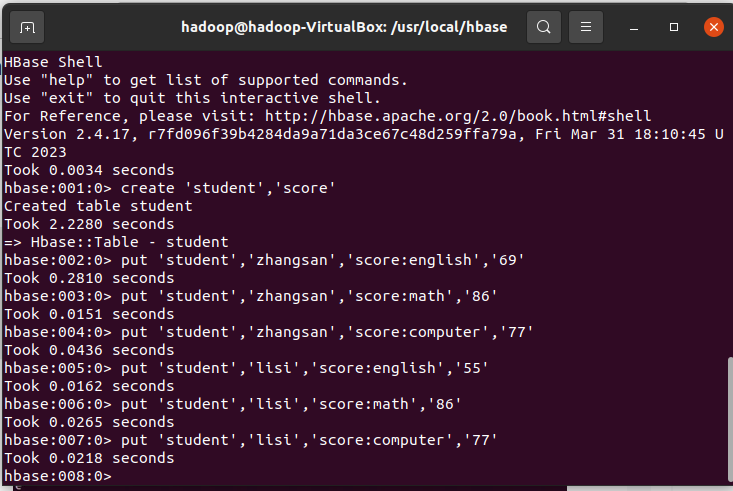 hadoop@hadoop-VirtualBox: /usr/local/hbase
HBase Shell
Use "help" to get list of supported commands.
Use "exit" to quit this interactive shell.
For Reference, please visit: http://hbase.apache.org/2.0/book.html#shell
Version 2.4.17, r7fd096f39b4284da9a71da3ce67c48d259ffa79a, Fri Mar 31 18:10:45 U
TC 2023
Took 0.0034 seconds
hbase:001:0> create 'student','score'
Created table student
Took 2.2280 seconds
=> Hbase::Table - student
hbase:002:0> put 'student','zhangsan','score:english','69'
Took 0.2810 seconds
hbase:003:0> put 'student','zhangsan','score:math','86'
Took 0.0151 seconds
hbase:004:0> put 'student','zhangsan','score:computer','77'
Took 0.0436 seconds
hbase:005:0> put 'student','lisi','score:english','55'
Took 0.0162 seconds
hbase:006:0> put 'student','lisi','score:math','86'
Took 0.0265 seconds
hbase:007:0> put 'student','lisi','score:computer','77'
Took 0.0218 seconds
hbase:008:0>